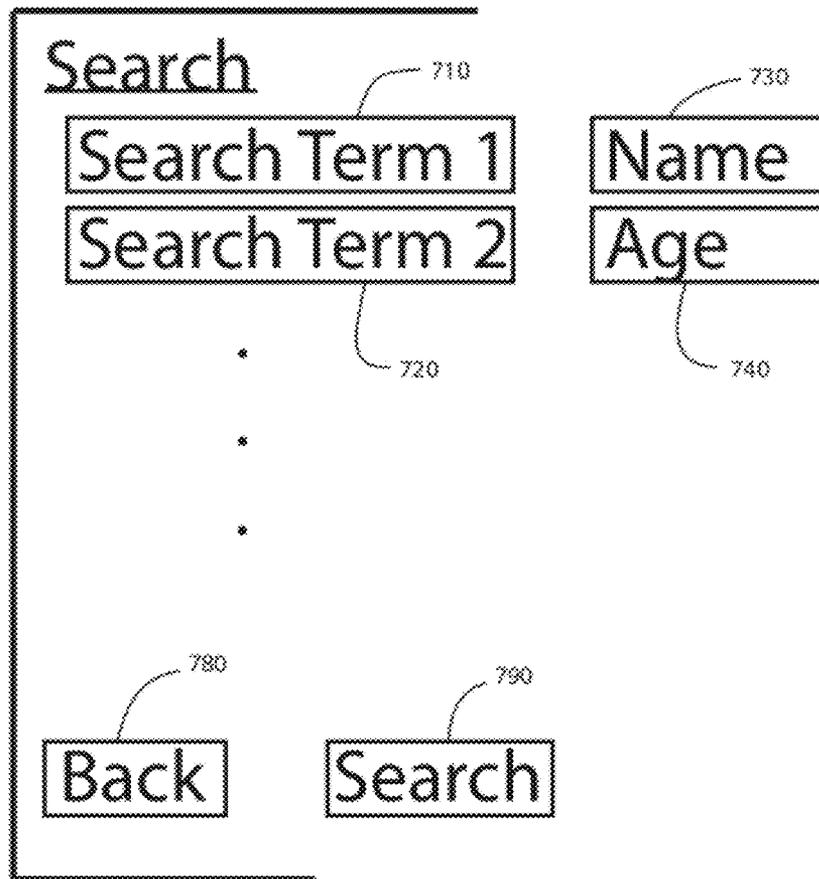 Search
710 730
Search Term 1 Name
Search Term 2 Age
720 740
780 790
Back Search